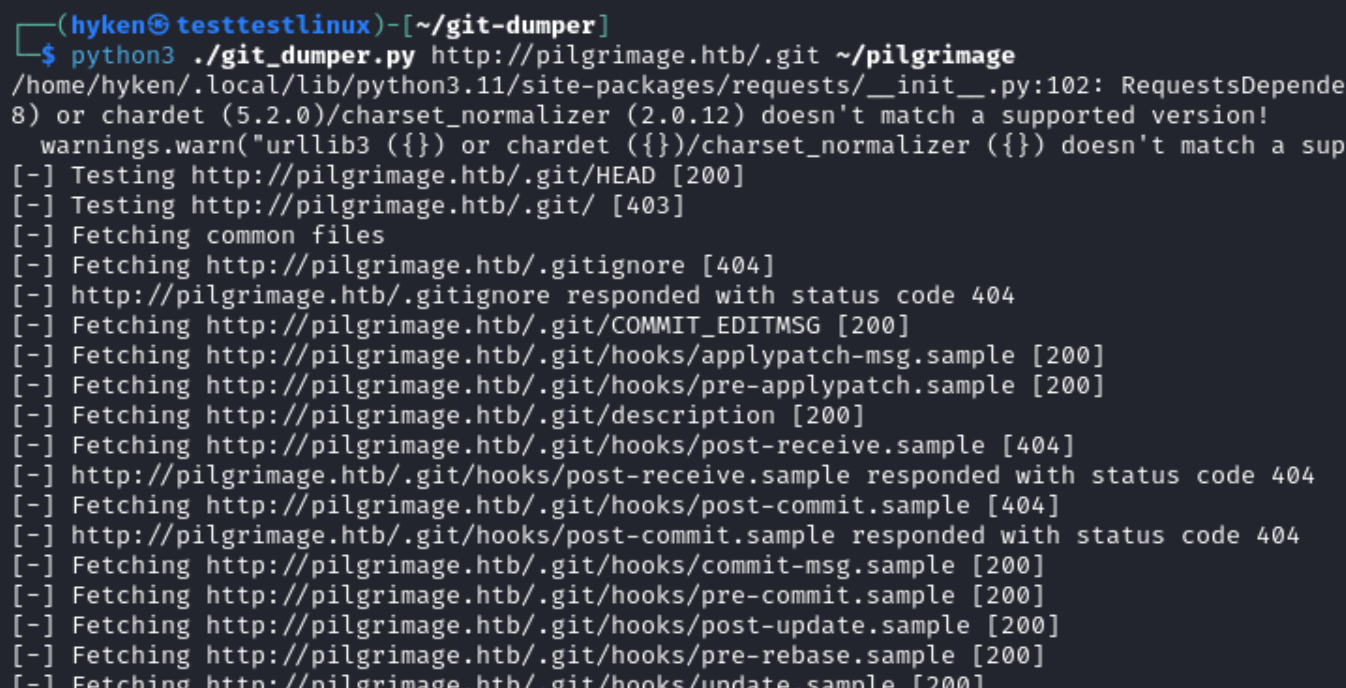 ┌──(hyken㉿testtestlinux)-[~/git-dumper]
└─$ python3 ./git_dumper.py http://pilgrimage.htb/.git ~/pilgrimage
/home/hyken/.local/lib/python3.11/site-packages/requests/__init__.py:102: RequestsDepende
8) or chardet (5.2.0)/charset_normalizer (2.0.12) doesn't match a supported version!
  warnings.warn("urllib3 ({}) or chardet ({})/charset_normalizer ({}) doesn't match a sup
[-] Testing http://pilgrimage.htb/.git/HEAD [200]
[-] Testing http://pilgrimage.htb/.git/ [403]
[-] Fetching common files
[-] Fetching http://pilgrimage.htb/.gitignore [404]
[-] http://pilgrimage.htb/.gitignore responded with status code 404
[-] Fetching http://pilgrimage.htb/.git/COMMIT_EDITMSG [200]
[-] Fetching http://pilgrimage.htb/.git/hooks/applypatch-msg.sample [200]
[-] Fetching http://pilgrimage.htb/.git/hooks/pre-applypatch.sample [200]
[-] Fetching http://pilgrimage.htb/.git/description [200]
[-] Fetching http://pilgrimage.htb/.git/hooks/post-receive.sample [404]
[-] http://pilgrimage.htb/.git/hooks/post-receive.sample responded with status code 404
[-] Fetching http://pilgrimage.htb/.git/hooks/post-commit.sample [404]
[-] http://pilgrimage.htb/.git/hooks/post-commit.sample responded with status code 404
[-] Fetching http://pilgrimage.htb/.git/hooks/commit-msg.sample [200]
[-] Fetching http://pilgrimage.htb/.git/hooks/pre-commit.sample [200]
[-] Fetching http://pilgrimage.htb/.git/hooks/post-update.sample [200]
[-] Fetching http://pilgrimage.htb/.git/hooks/pre-rebase.sample [200]
[-] Fetching http://pilgrimage.htb/.git/hooks/update.sample [200]